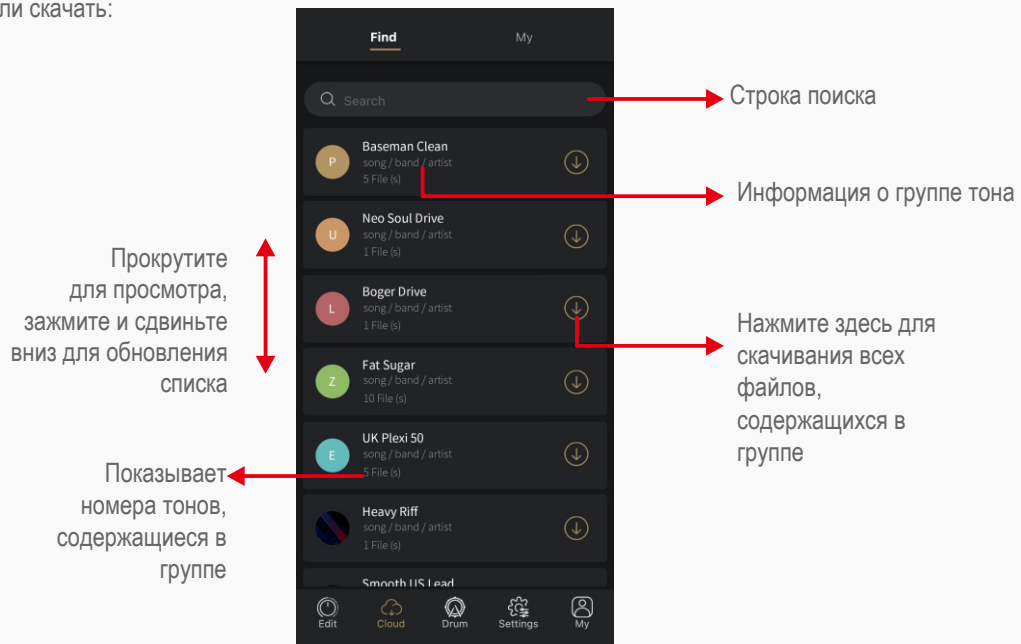 ли скачать:
Find
My
Search
Строка поиска
P
Baseman Clean
song / band / artist
5 File (s)
Информация о группе тона
U
Neo Soul Drive
song / band / artist
1 File (s)
Прокрутите
для просмотра,
зажмите и сдвиньте
вниз для обновления
списка
L
Boger Drive
song / band / artist
1 File (s)
Нажмите здесь для
скачивания всех
файлов,
содержащихся в
группе
Z
Fat Sugar
song / band / artist
10 File (s)
E
UK Plexi 50
song / band / artist
5 File (s)
Показывает
номера тонов,
содержащиеся в
группе
Heavy Riff
song / band / artist
1 File (s)
Smooth US Lead
Edit
Cloud
Drum
Settings
My